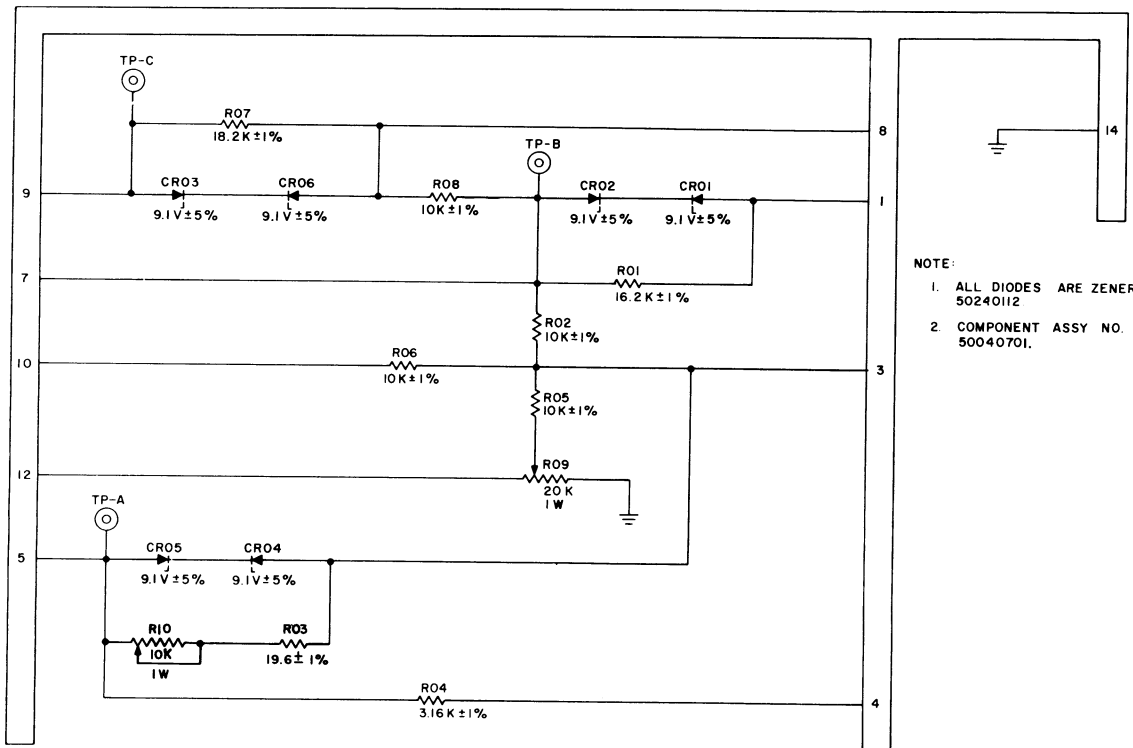 TP-C
R07
18.2K±1%
8
14
TP-B
9
CR03
CR06
R08
CR02
CR01
1
9.1V±5%
9.1V±5%
10K±1%
9.1V±5%
9.1V±5%
7
R01
16.2K±1%
NOTE:
1. ALL DIODES ARE ZENER
50240112
2. COMPONENT ASSY NO.
50040701.
R02
10K±1%
10
R06
10K±1%
3
R05
10K±1%
12
R09
20K
1W
TP-A
5
CR05
CR04
9.1V±5%
9.1V±5%
R10
R03
10K
19.6±1%
1W
R04
3.16K±1%
4